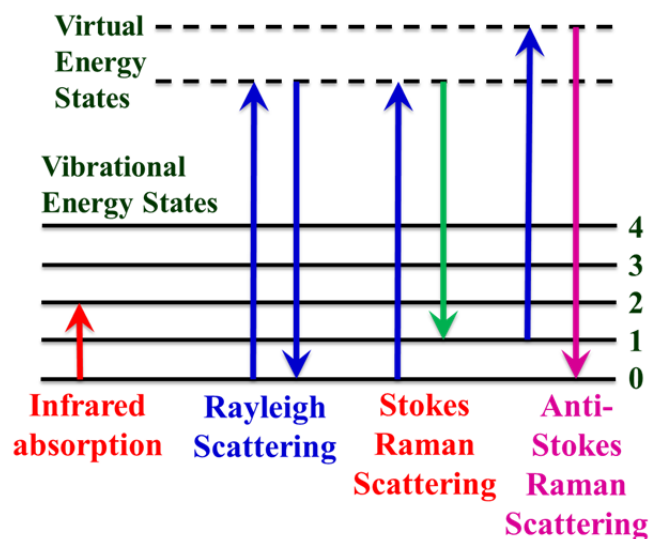 Virtual
Energy
States
Vibrational
Energy States
4
3
2
1
0
Infrared
absorption
Rayleigh
Scattering
Stokes
Raman
Scattering
Anti-
Stokes
Raman
Scattering